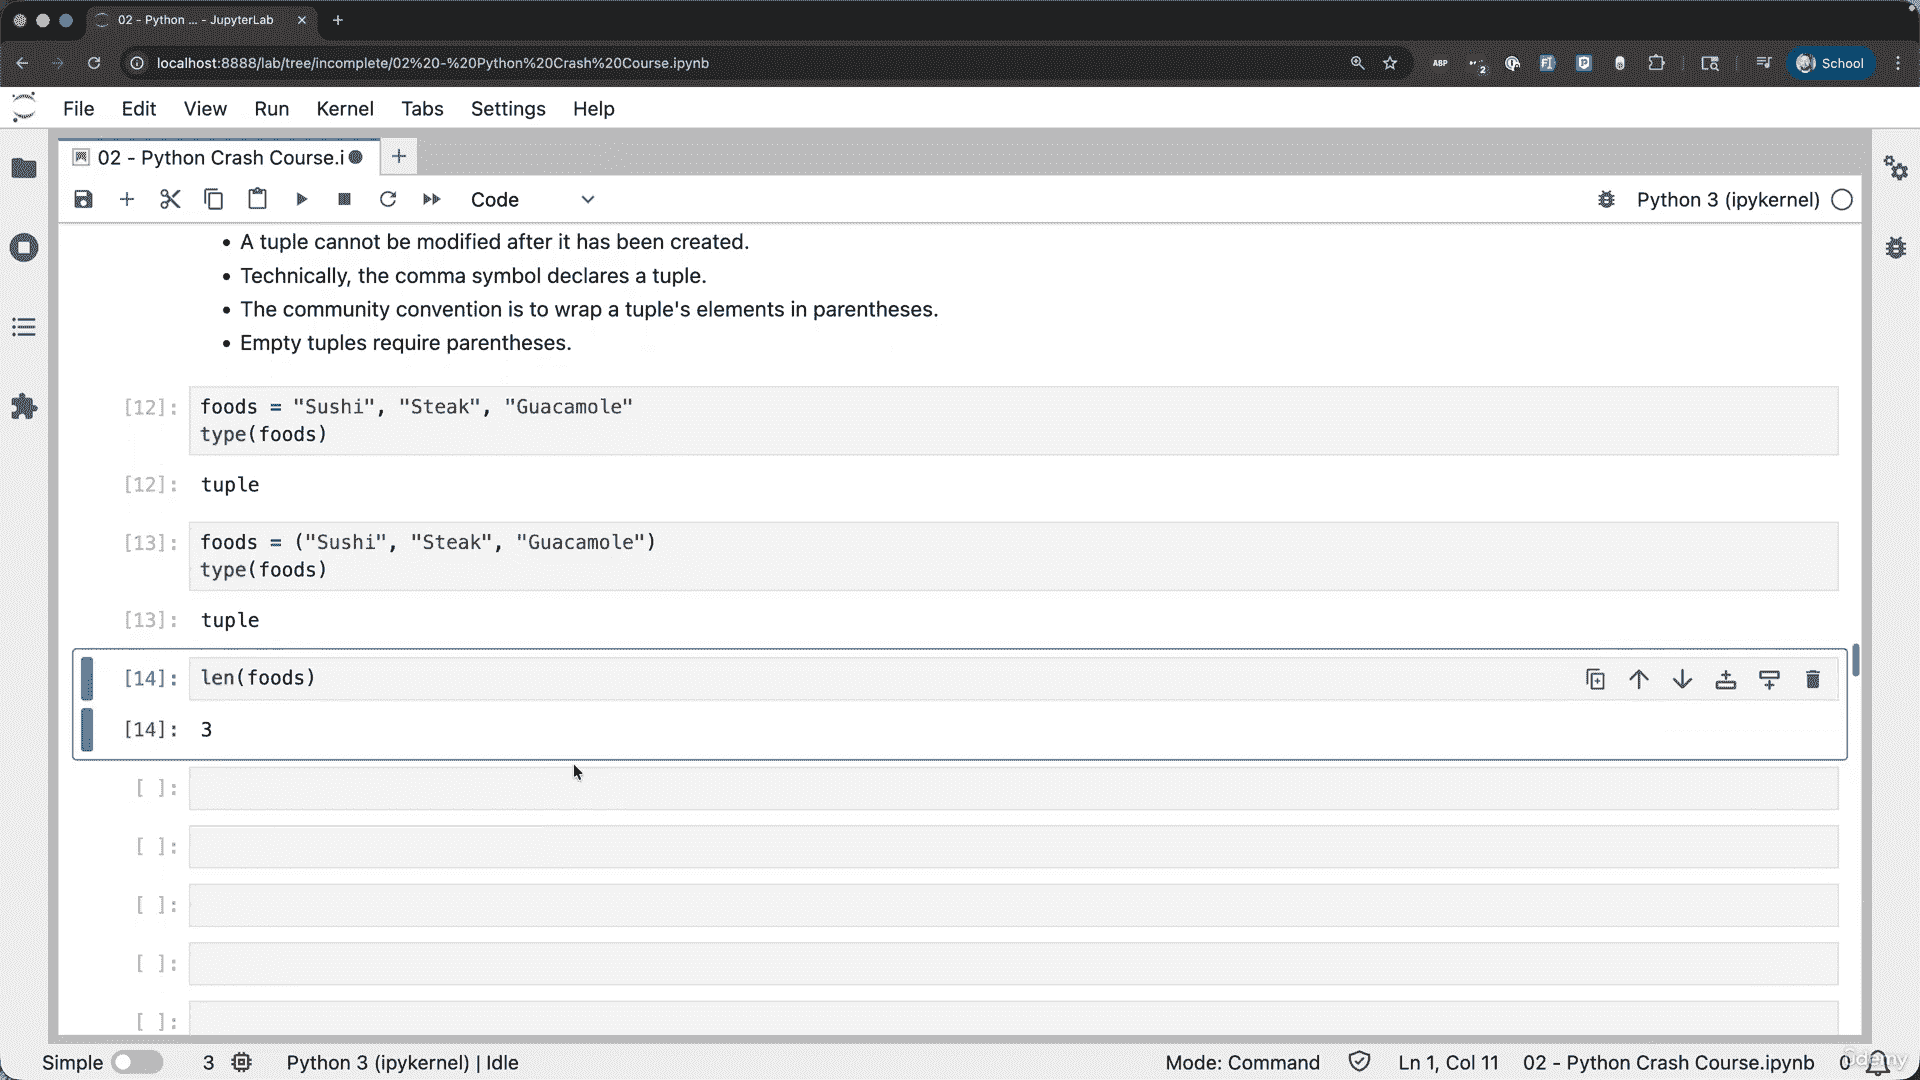 02 - Python ... - JupyterLab
localhost:8888/lab/tree/incomplete/02%20-%20Python%20Crash%20Course.ipynb
ABP
2
School
File Edit View Run Kernel Tabs Settings Help
02 - Python Crash Course.i
Code
Python 3 (ipykernel)
• A tuple cannot be modified after it has been created.
• Technically, the comma symbol declares a tuple.
• The community convention is to wrap a tuple's elements in parentheses.
• Empty tuples require parentheses.
[12]: foods = "Sushi", "Steak", "Guacamole"
type(foods)
[12]: tuple
[13]: foods = ("Sushi", "Steak", "Guacamole")
type(foods)
[13]: tuple
[14]: len(foods)
[14]: 3
[ ]:
[ ]:
[ ]:
[ ]:
[ ]:
Simple 3 Python 3 (ipykernel) | Idle Mode: Command Ln 1, Col 11 02 - Python Crash Course.ipynb 0
Udemy